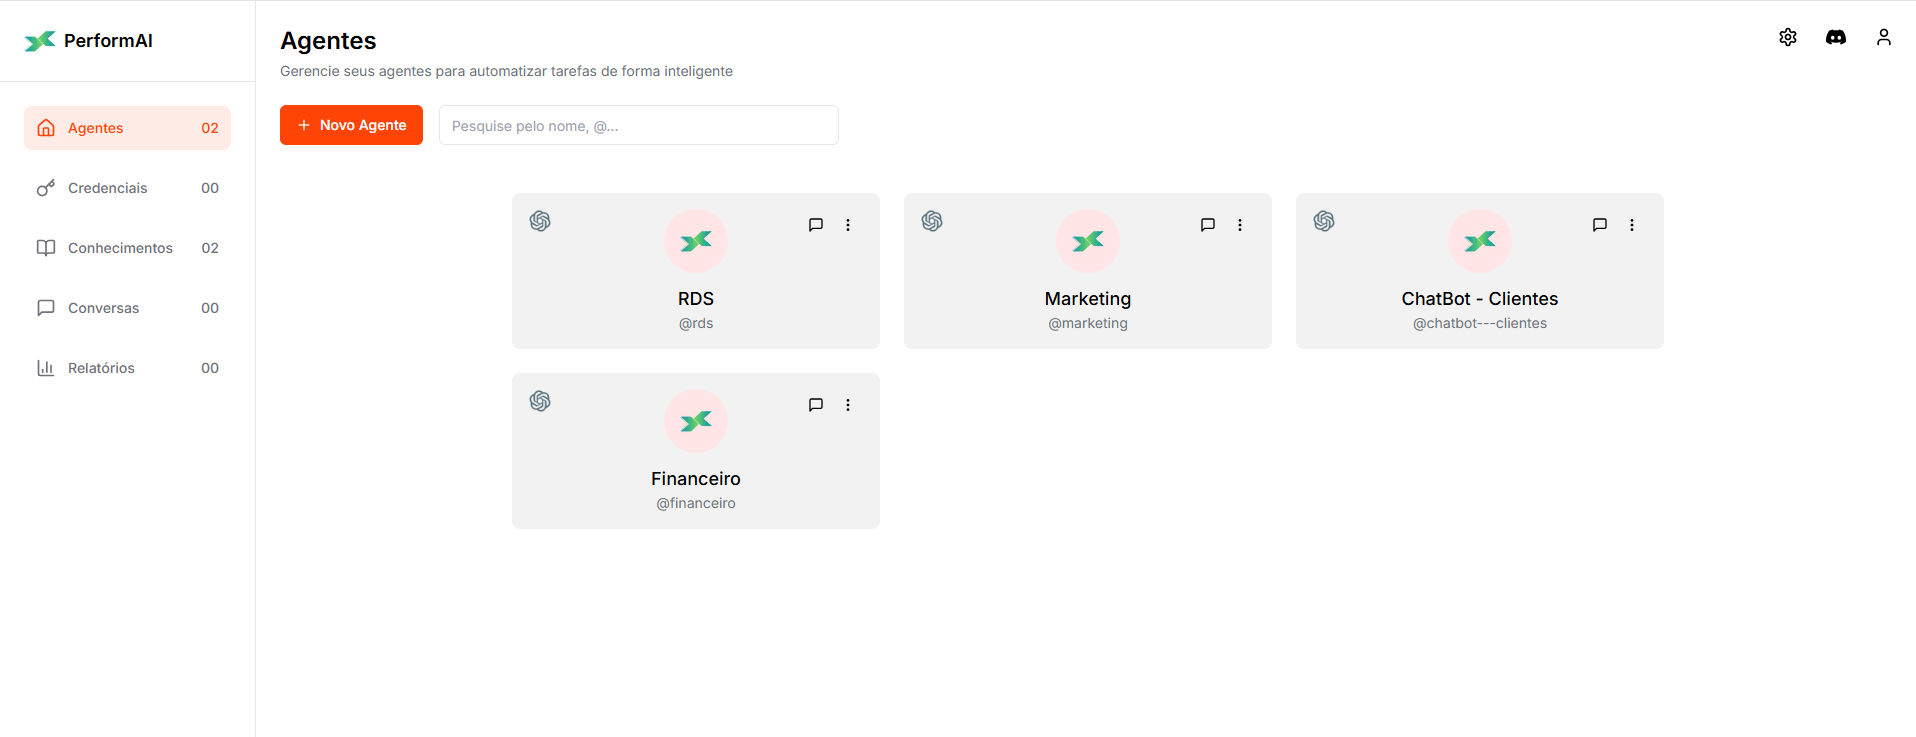 PerformAI
Agentes 02
Credenciais 00
Conhecimentos 02
Conversas 00
Relatórios 00
Agentes
Gerencie seus agentes para automatizar tarefas de forma inteligente
Novo Agente
Pesquise pelo nome, @...
RDS
@rds
Marketing
@marketing
ChatBot - Clientes
@chatbot---clientes
Financeiro
@financeiro